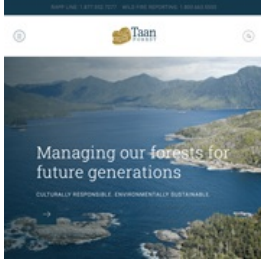 Taan
FOREST
Managing our forests for
future generations
CULTURALLY RESPONSIBLE. ENVIRONMENTALLY SUSTAINABLE.